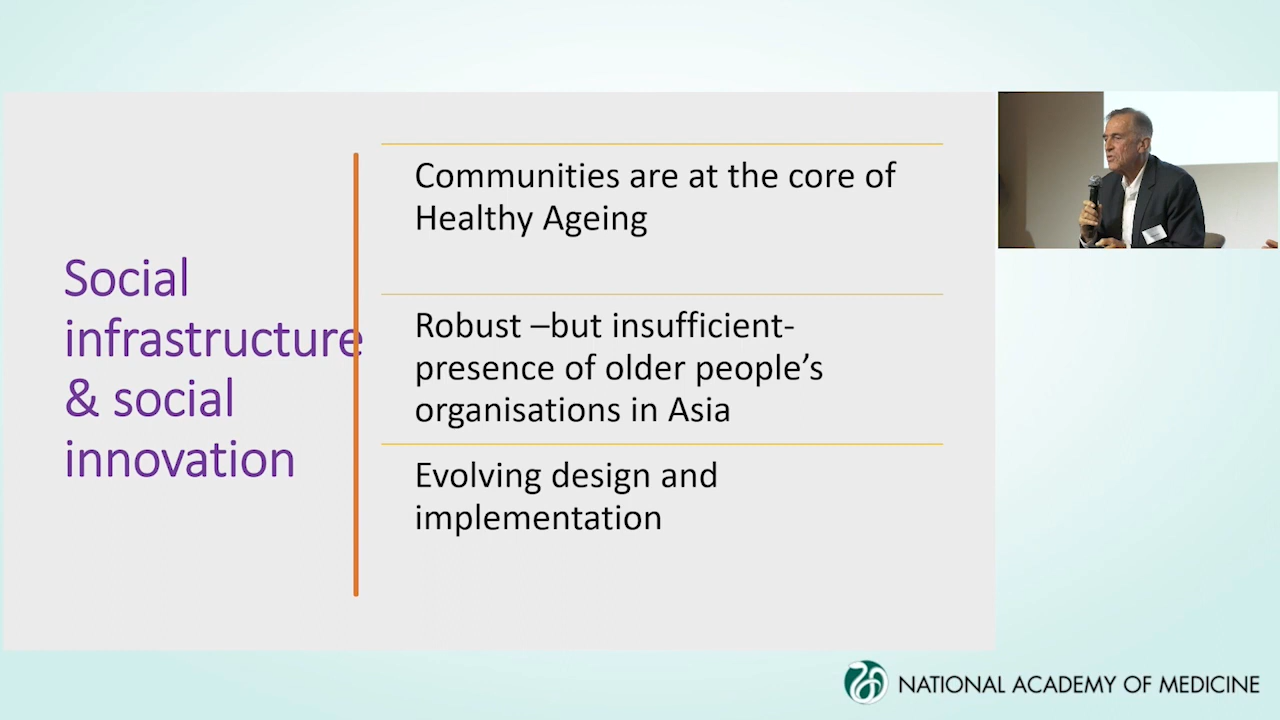 Social
infrastructure
& social
innovation
Communities are at the core of
Healthy Ageing
Robust –but insufficient-
presence of older people’s
organisations in Asia
Evolving design and
implementation
NATIONAL ACADEMY OF MEDICINE